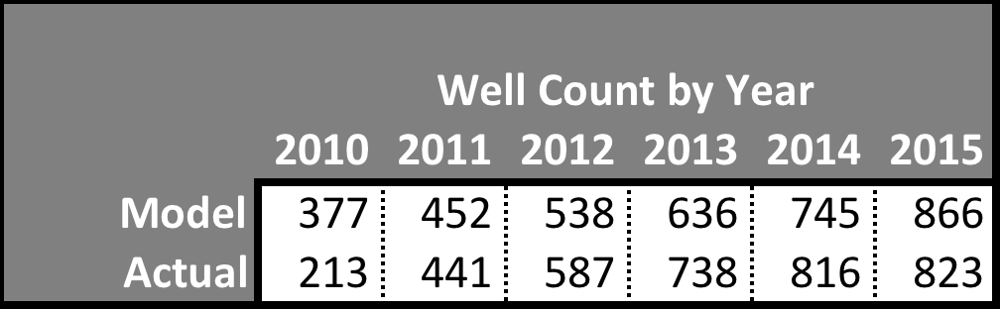 Well Count by Year
2010 2011 2012 2013 2014 2015
Model 377 452 538 636 745 866
Actual 213 441 587 738 816 823